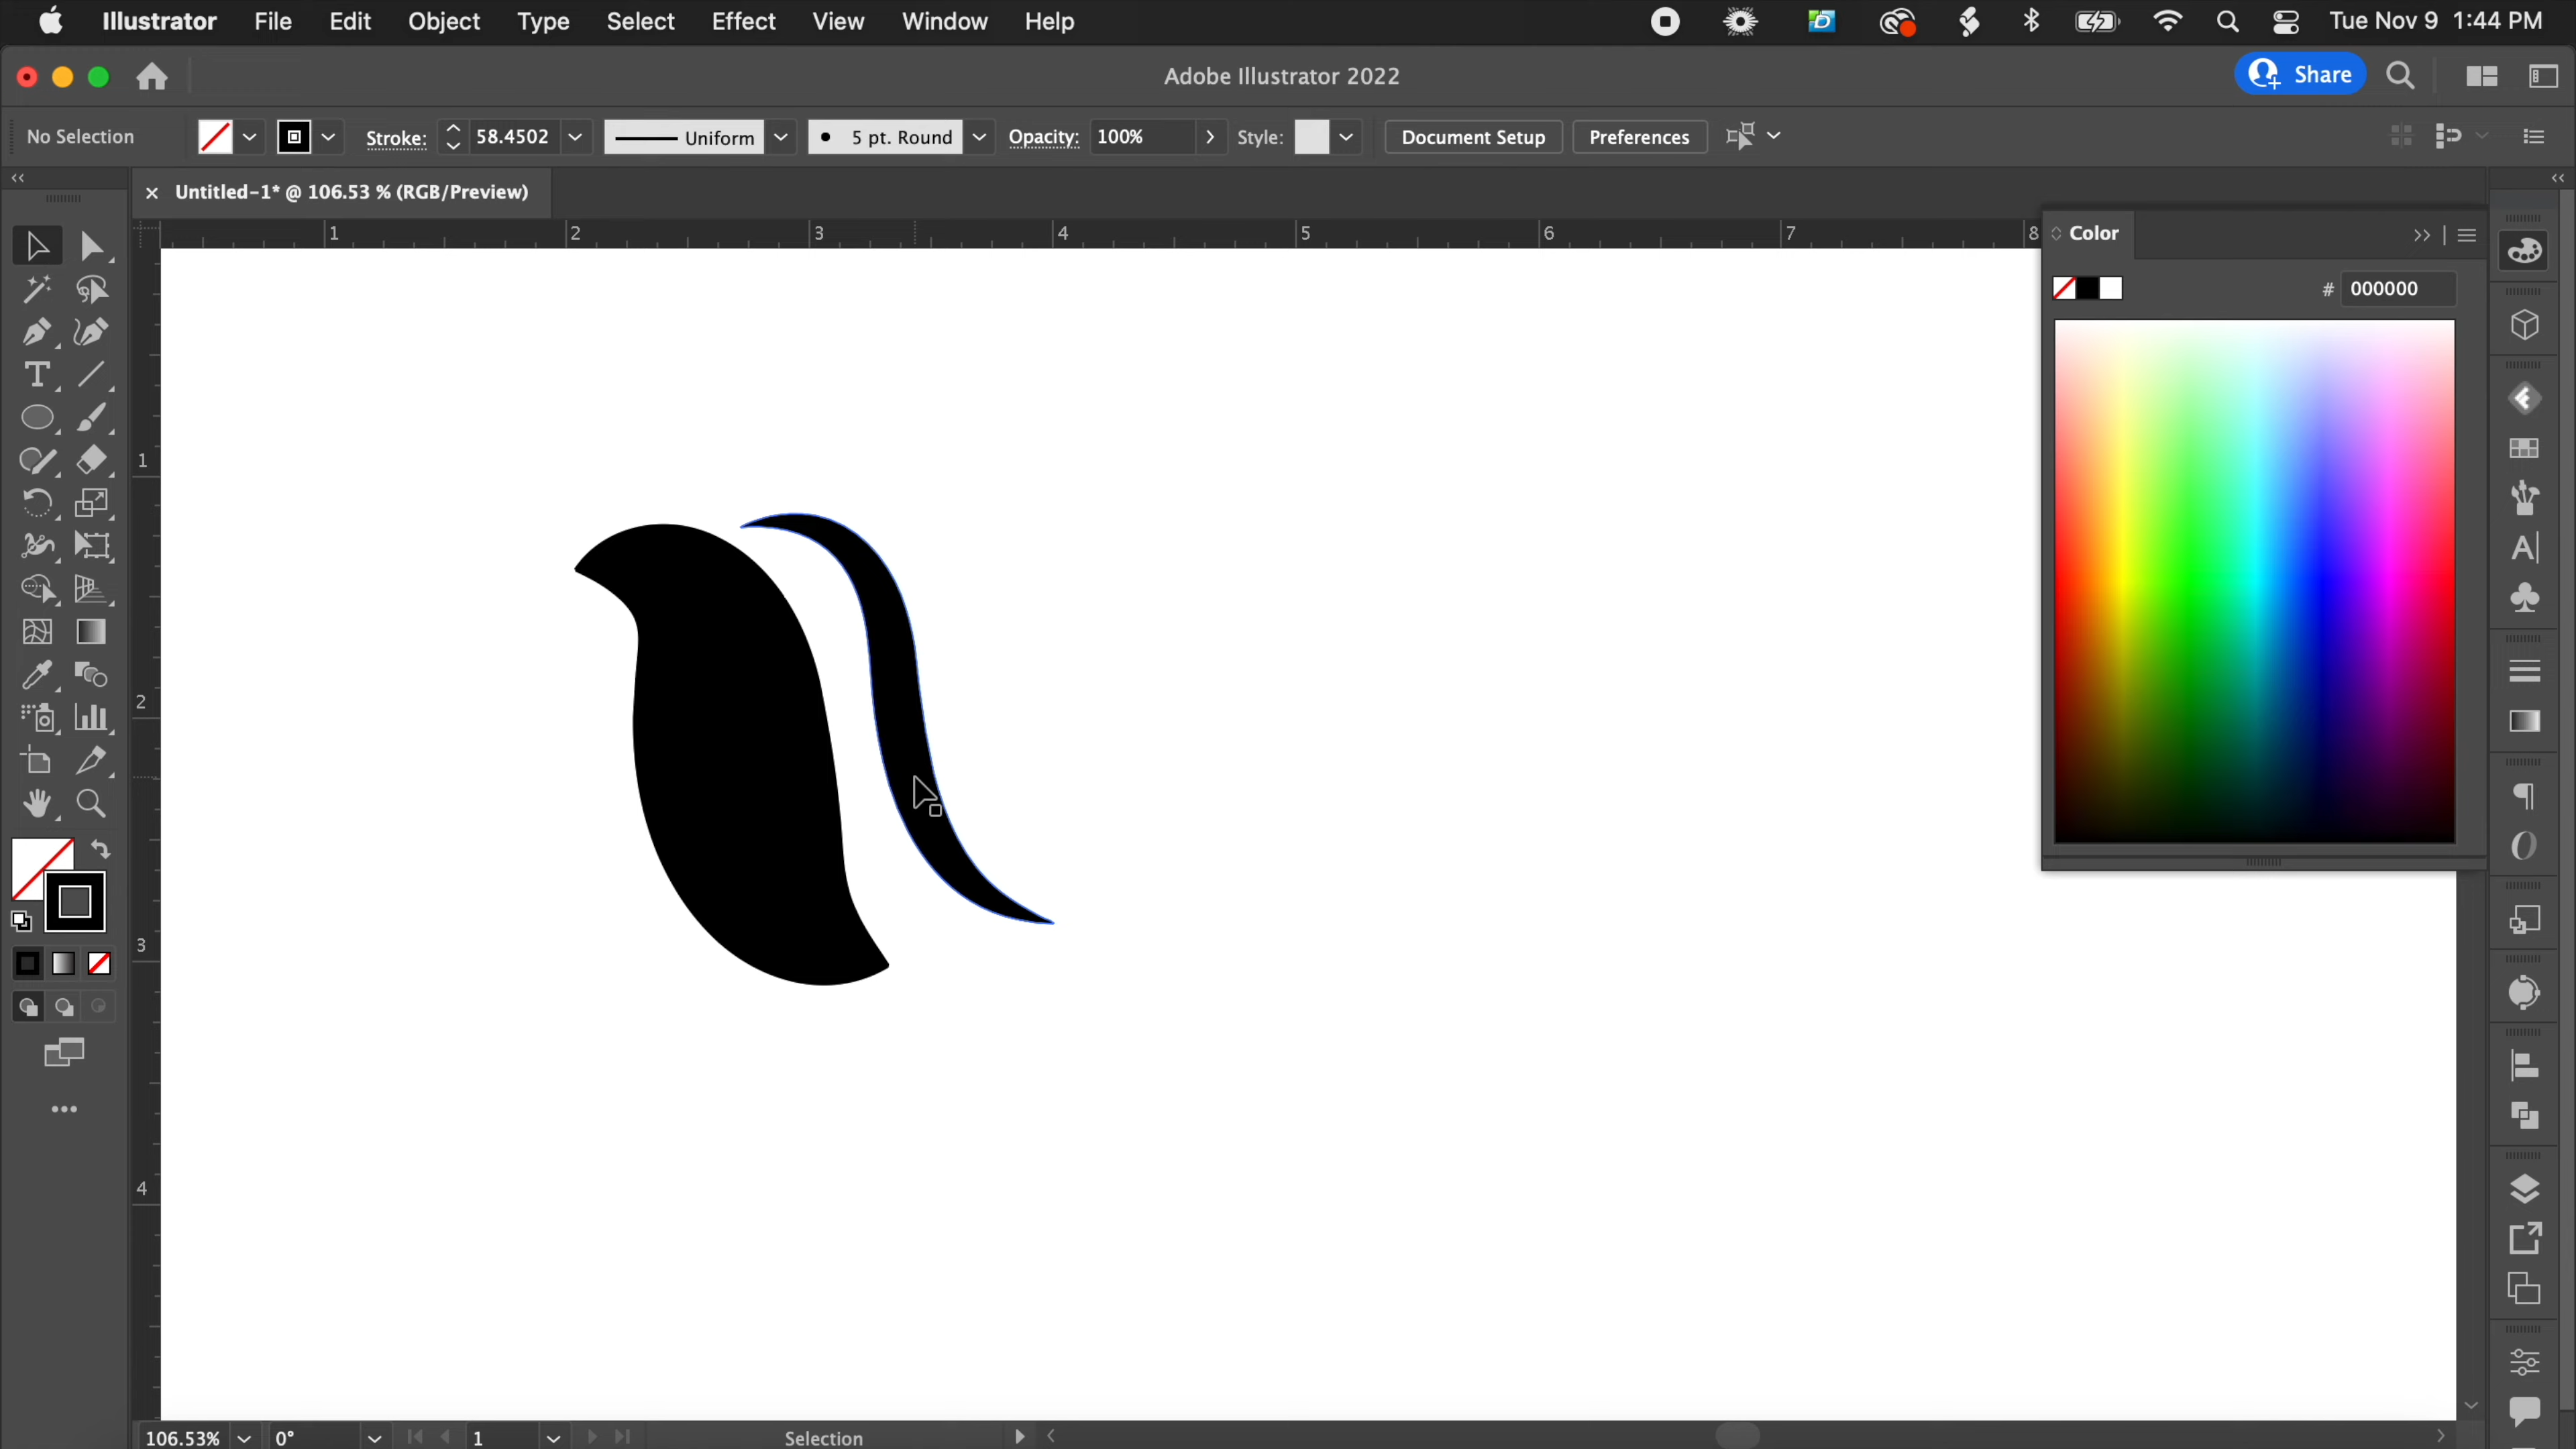 Illustrator File Edit Object Type Select Effect View Window Help Tue Nov 9 1:44 PM
Adobe Illustrator 2022 Share
No Selection Stroke: 58.4502 Uniform 5 pt. Round Opacity: 100% Style: Document Setup Preferences
Untitled-1* @ 106.53 % (RGB/Preview)
1 2 3 4 5 6 7 8
Color
# 000000
1
2
3
4
106.53% 0° 1 Selection